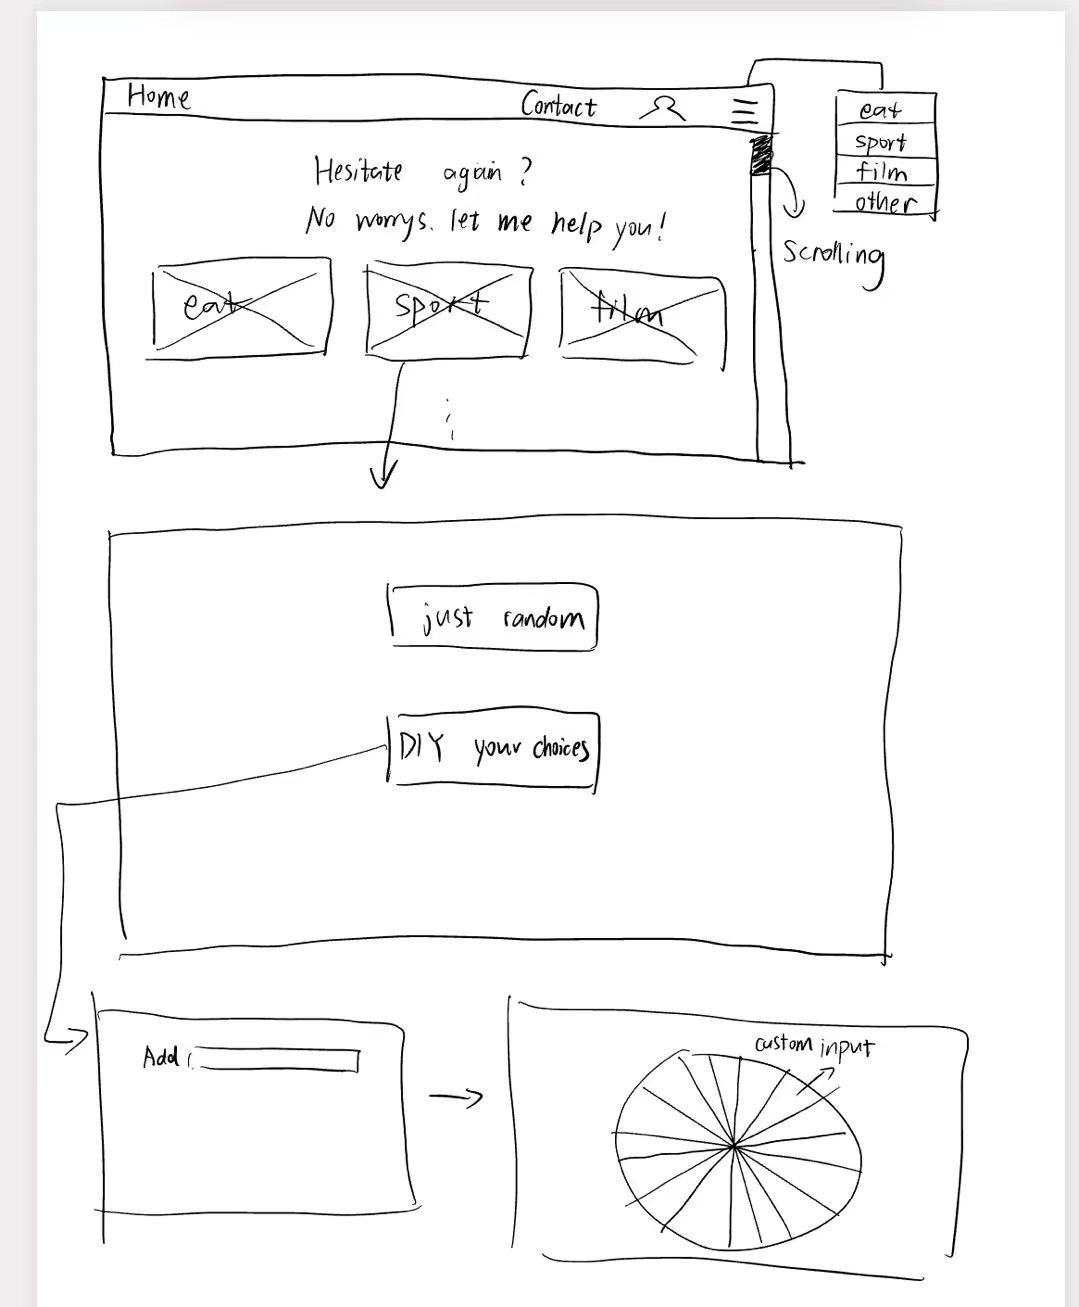 Home
Contact
eat
sport
film
other
Hesitate again ?
No worrys. let me help you!
scrolling
eat
sport
film
just random
DIY your choices
Add :
custom input